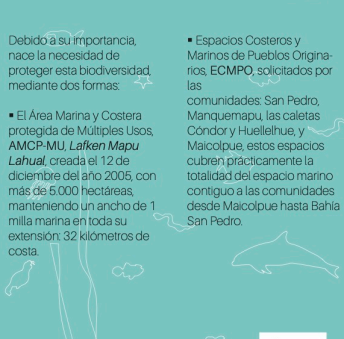 Debido a su importancia,
nace la necesidad de
proteger esta biodiversidad,
mediante dos formas:
▪ El Área Marina y Costera
protegida de Múltiples Usos,
AMCP-MU, Lafken Mapu
Lahual, creada el 12 de
diciembre del año 2005, con
más de 5.000 hectáreas,
manteniendo un ancho de 1
milla marina en toda su
extensión: 32 kilómetros de
costa.
▪ Espacios Costeros y
Marinos de Pueblos Origina-
rios, ECMPO, solicitados por
las
comunidades: San Pedro,
Manquemapu, las caletas
Cóndor y Huellelhue, y
Maicolpue, estos espacios
cubren prácticamente la
totalidad del espacio marino
contiguo a las comunidades
desde Maicolpue hasta Bahía
San Pedro.